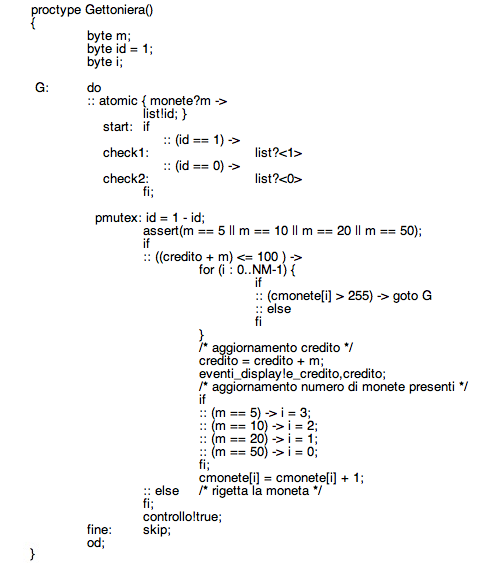 proctype Gettoniera()
{
byte m;
byte id = 1;
byte i;
G: do
:: atomic { monete?m ->
list!id; }
start: if
:: (id == 1) ->
check1: list?<1>
:: (id == 0) ->
check2: list?<0>
fi;
pmutex: id = 1 - id;
assert(m == 5 || m == 10 || m == 20 || m == 50);
if
:: ((credito + m) <= 100 ) ->
for (i : 0..NM-1) {
if
:: (cmonete[i] > 255) -> goto G
:: else
fi
}
/* aggiornamento credito */
credito = credito + m;
eventi_display!e_credito,credito;
/* aggiornamento numero di monete presenti */
if
:: (m == 5) -> i = 3;
:: (m == 10) -> i = 2;
:: (m == 20) -> i = 1;
:: (m == 50) -> i = 0;
fi;
cmonete[i] = cmonete[i] + 1;
:: else /* rigetta la moneta */
fi;
controllo!true;
fine: skip;
od;
}